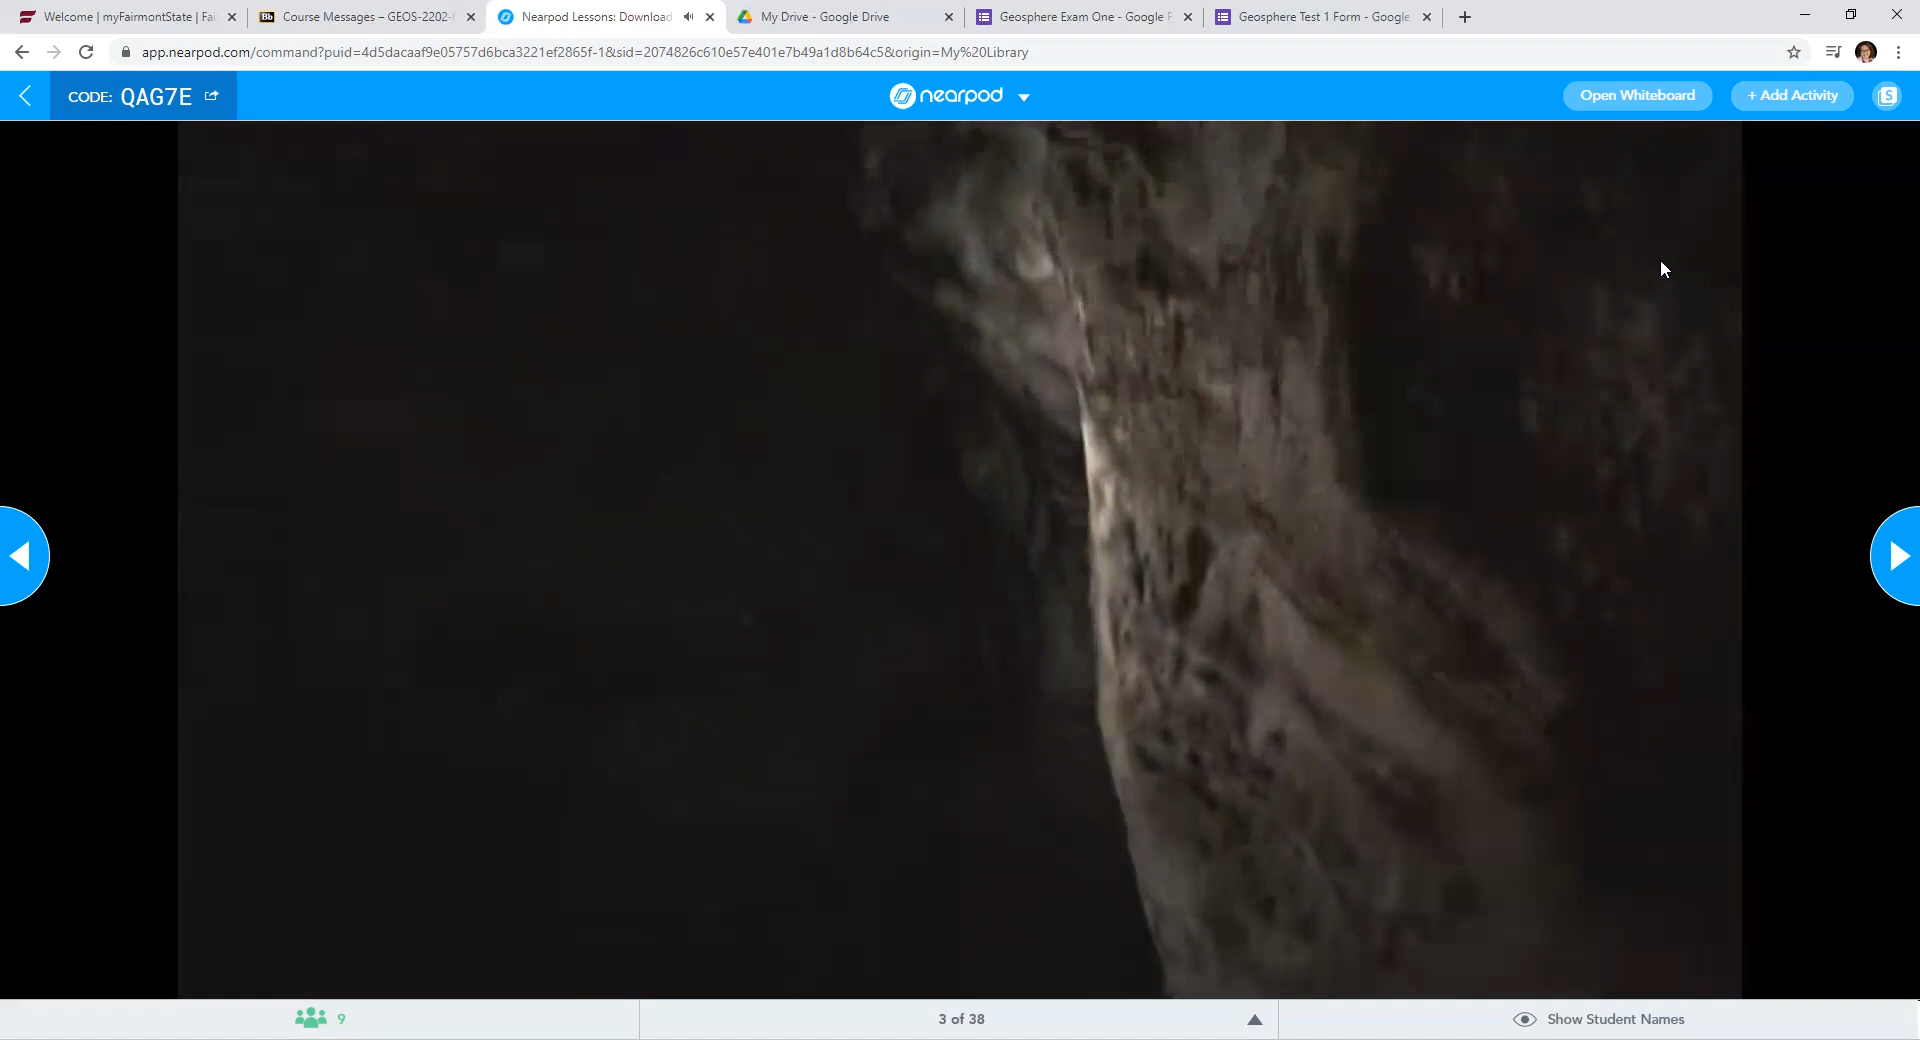 Welcome | myFairmontState | Fai
Course Messages – GEOS-2202-
Nearpod Lessons: Download
My Drive - Google Drive
Geosphere Exam One - Google F
Geosphere Test 1 Form - Google
app.nearpod.com/command?puid=4d5dacaaf9e05757d6bca3221ef2865f-1&sid=2074826c610e57e401e7b49a1d8b64c5&origin=My%20Library
CODE: QAG7E
nearpod
Open Whiteboard
+ Add Activity
S
9
3 of 38
Show Student Names